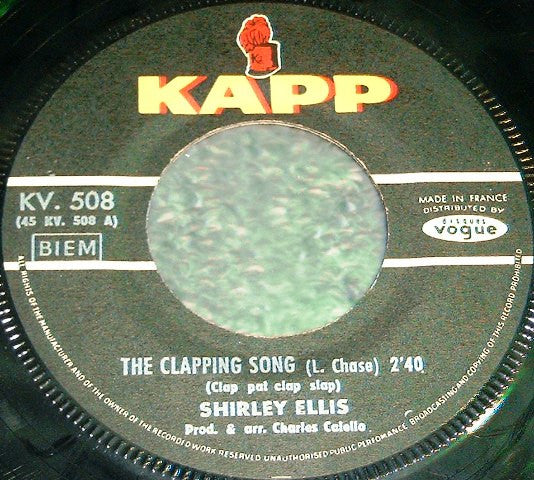 K
KAPP
KV. 508
(45 KV. 508 A)
BIEM
MADE IN FRANCE
DISTRIBUTED BY
DISQUES
VOGUE
THE CLAPPING SONG (L. Chase) 2'40
(Clap pat clap slap)
SHIRLEY ELLIS
Prod. & arr. Charles Calello
ALL RIGHTS OF THE MANUFACTURER AND OF THE OWNER OF THE RECORDED WORK RESERVED UNAUTHORISED PUBLIC PERFORMANCE, BROADCASTING AND COPYING OF THIS RECORD PROHIBITED